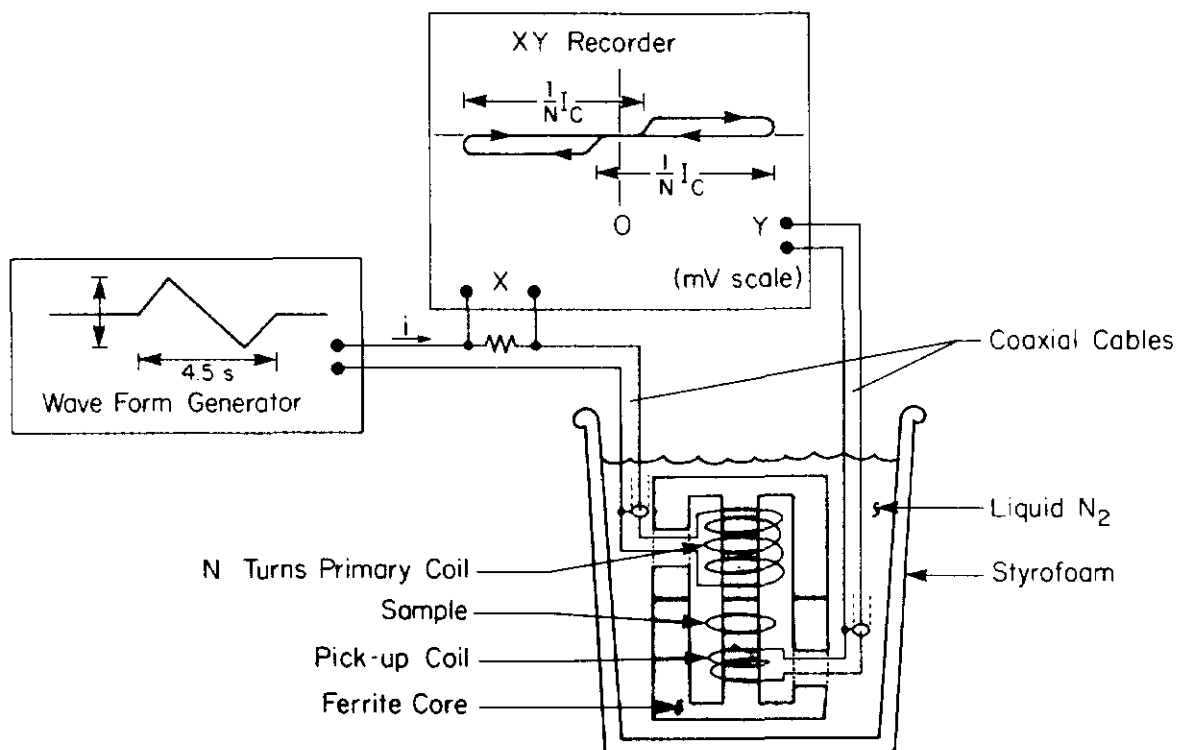 XY Recorder
1/N I_C
1/N I_C
O
Y
(mV scale)
X
i
4.5 s
Wave Form Generator
Coaxial Cables
Liquid N₂
Styrofoam
N Turns Primary Coil
Sample
Pick-up Coil
Ferrite Core